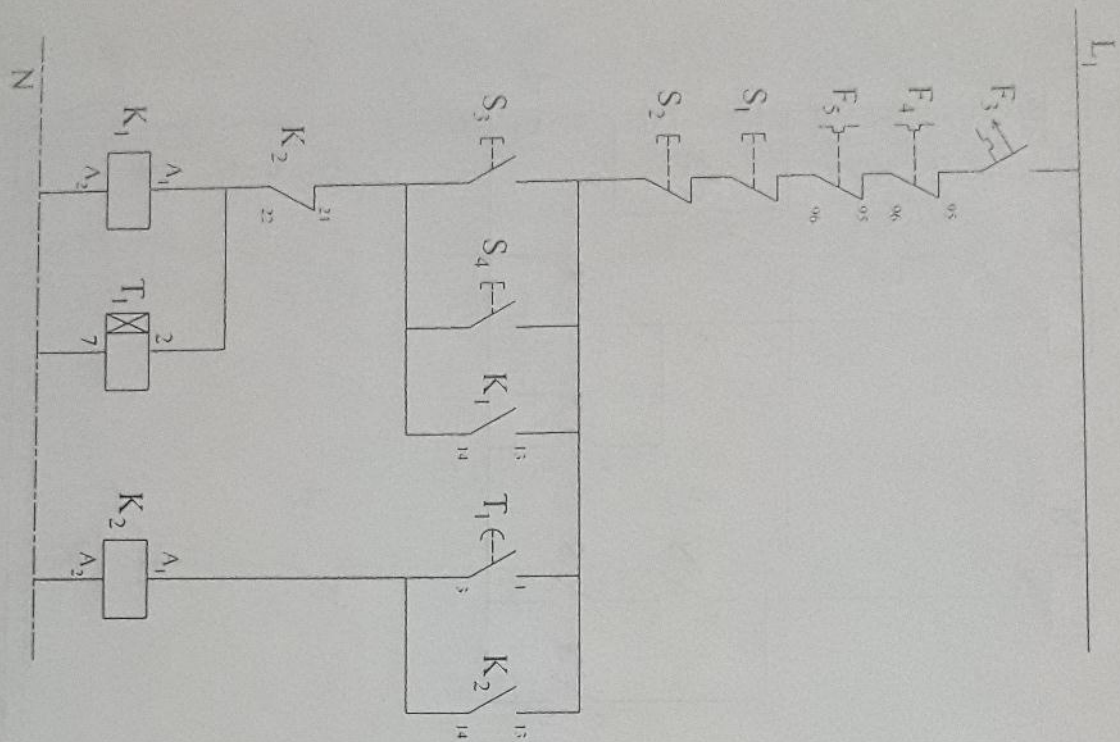 L₁
F₃
95
F₄
96
95
F₅
96
S₁
S₂
13 1 13
S₃ S₄ K₁ T₁ K₂
14 3 14
21
K₂
22
A₁ 2 A₁
K₁ T₁ K₂
A₂ 7 A₂
N